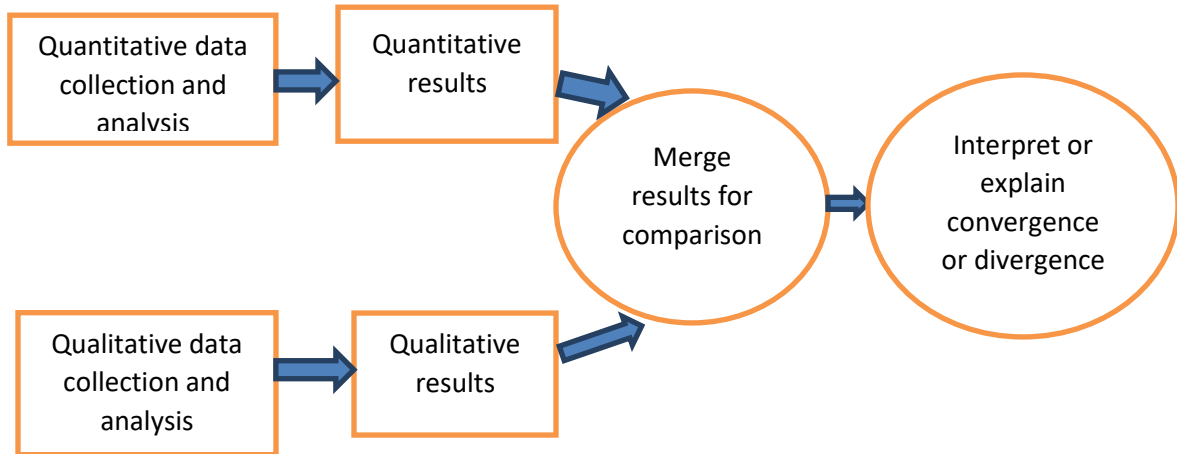 Quantitative data
collection and
analysis
Quantitative
results
Merge
results for
comparison
Interpret or
explain
convergence
or divergence
Qualitative data
collection and
analysis
Qualitative
results